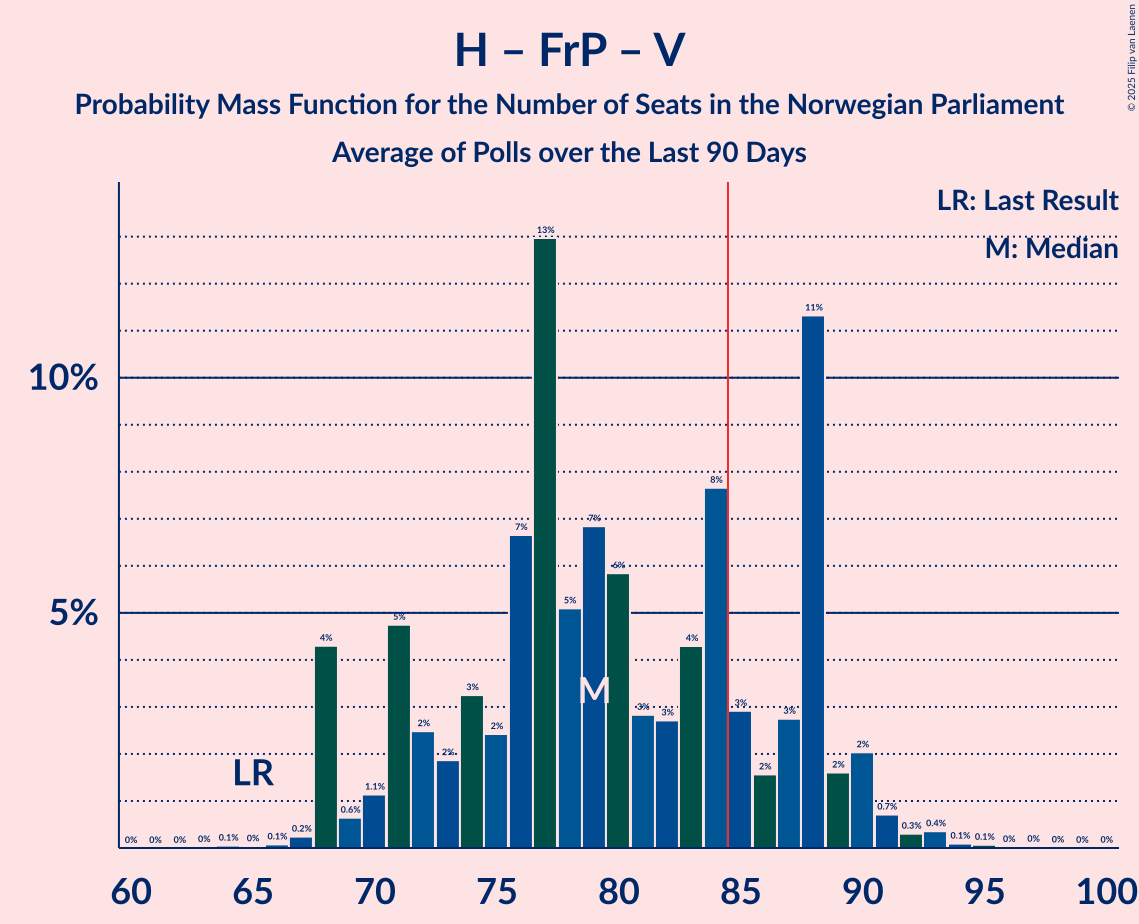 H – FrP – V
Probability Mass Function for the Number of Seats in the Norwegian Parliament
Average of Polls over the Last 90 Days
© 2025 Filip van Laenen
LR: Last Result
M: Median
10%
5%
0% 0% 0% 0% 0.1% 0% 0.1% 0.2% 4% 0.6% 1.1% 5% 2% 2% 3% 2% 7% 13% 5% 7% 6% 3% 3% 4% 8% 3% 2% 3% 11% 2% 2% 0.7% 0.3% 0.4% 0.1% 0.1% 0% 0% 0% 0% 0%
LR
M
60 65 70 75 80 85 90 95 100